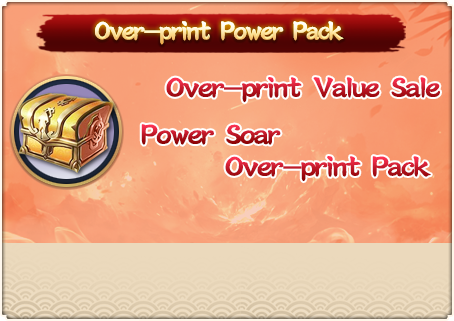 Over-print Power Pack
Over-print Value Sale
Power Soar
Over-print Pack